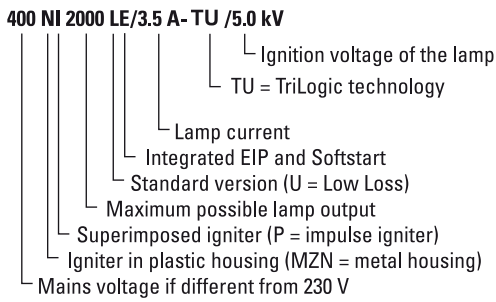 400 NI 2000 LE/3.5 A- TU /5.0 kV
Ignition voltage of the lamp
TU = TriLogic technology
Lamp current
Integrated EIP and Softstart
Standard version (U = Low Loss)
Maximum possible lamp output
Superimposed igniter (P = impulse igniter)
Igniter in plastic housing (MZN = metal housing)
Mains voltage if different from 230 V